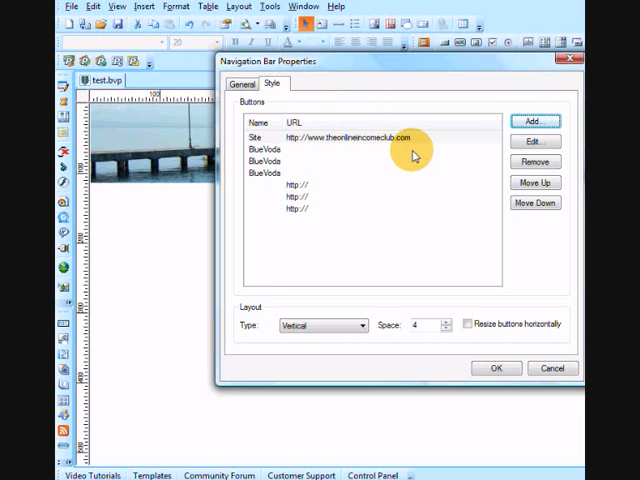 File Edit View Insert Format Table Layout Tools Window Help
20
test.bvp
Navigation Bar Properties
General Style
Buttons
Name URL
Site http://www.theonlineincomeclub.com
BlueVoda
BlueVoda
BlueVoda
http://
http://
http://
Add...
Edit...
Remove
Move Up
Move Down
Layout
Type: Vertical Space: 4 Resize buttons horizontally
OK Cancel
Video Tutorials Templates Community Forum Customer Support Control Panel